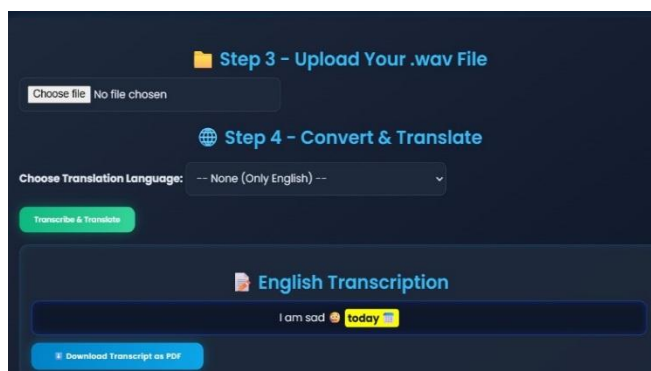 📁 Step 3 - Upload Your .wav File
Choose file No file chosen
🌐 Step 4 - Convert & Translate
Choose Translation Language: -- None (Only English) --
Transcribe & Translate
📝 English Transcription
I am sad 😄 today 🗓️
⬇️ Download Transcript as PDF